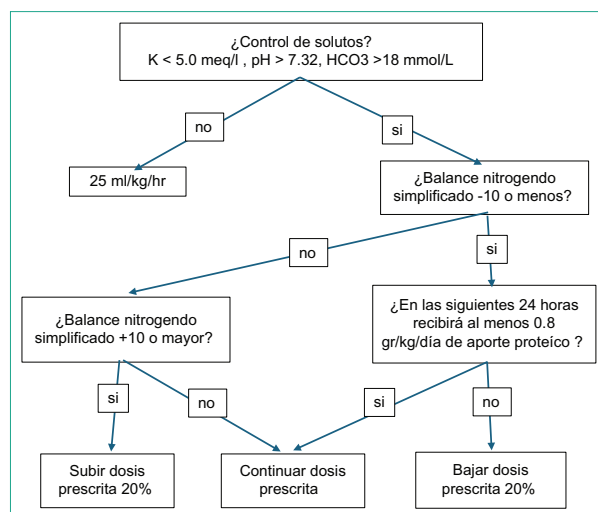 ¿Control de solutos?
K < 5.0 meq/l , pH > 7.32, HCO3 >18 mmol/L
no
si
25 ml/kg/hr
¿Balance nitrogendo
simplificado -10 o menos?
no
si
¿Balance nitrogendo
simplificado +10 o mayor?
¿En las siguientes 24 horas
recibirá al menos 0.8
gr/kg/día de aporte proteíco ?
si
no
si
no
Subir dosis
prescrita 20%
Continuar dosis
prescrita
Bajar dosis
prescrita 20%